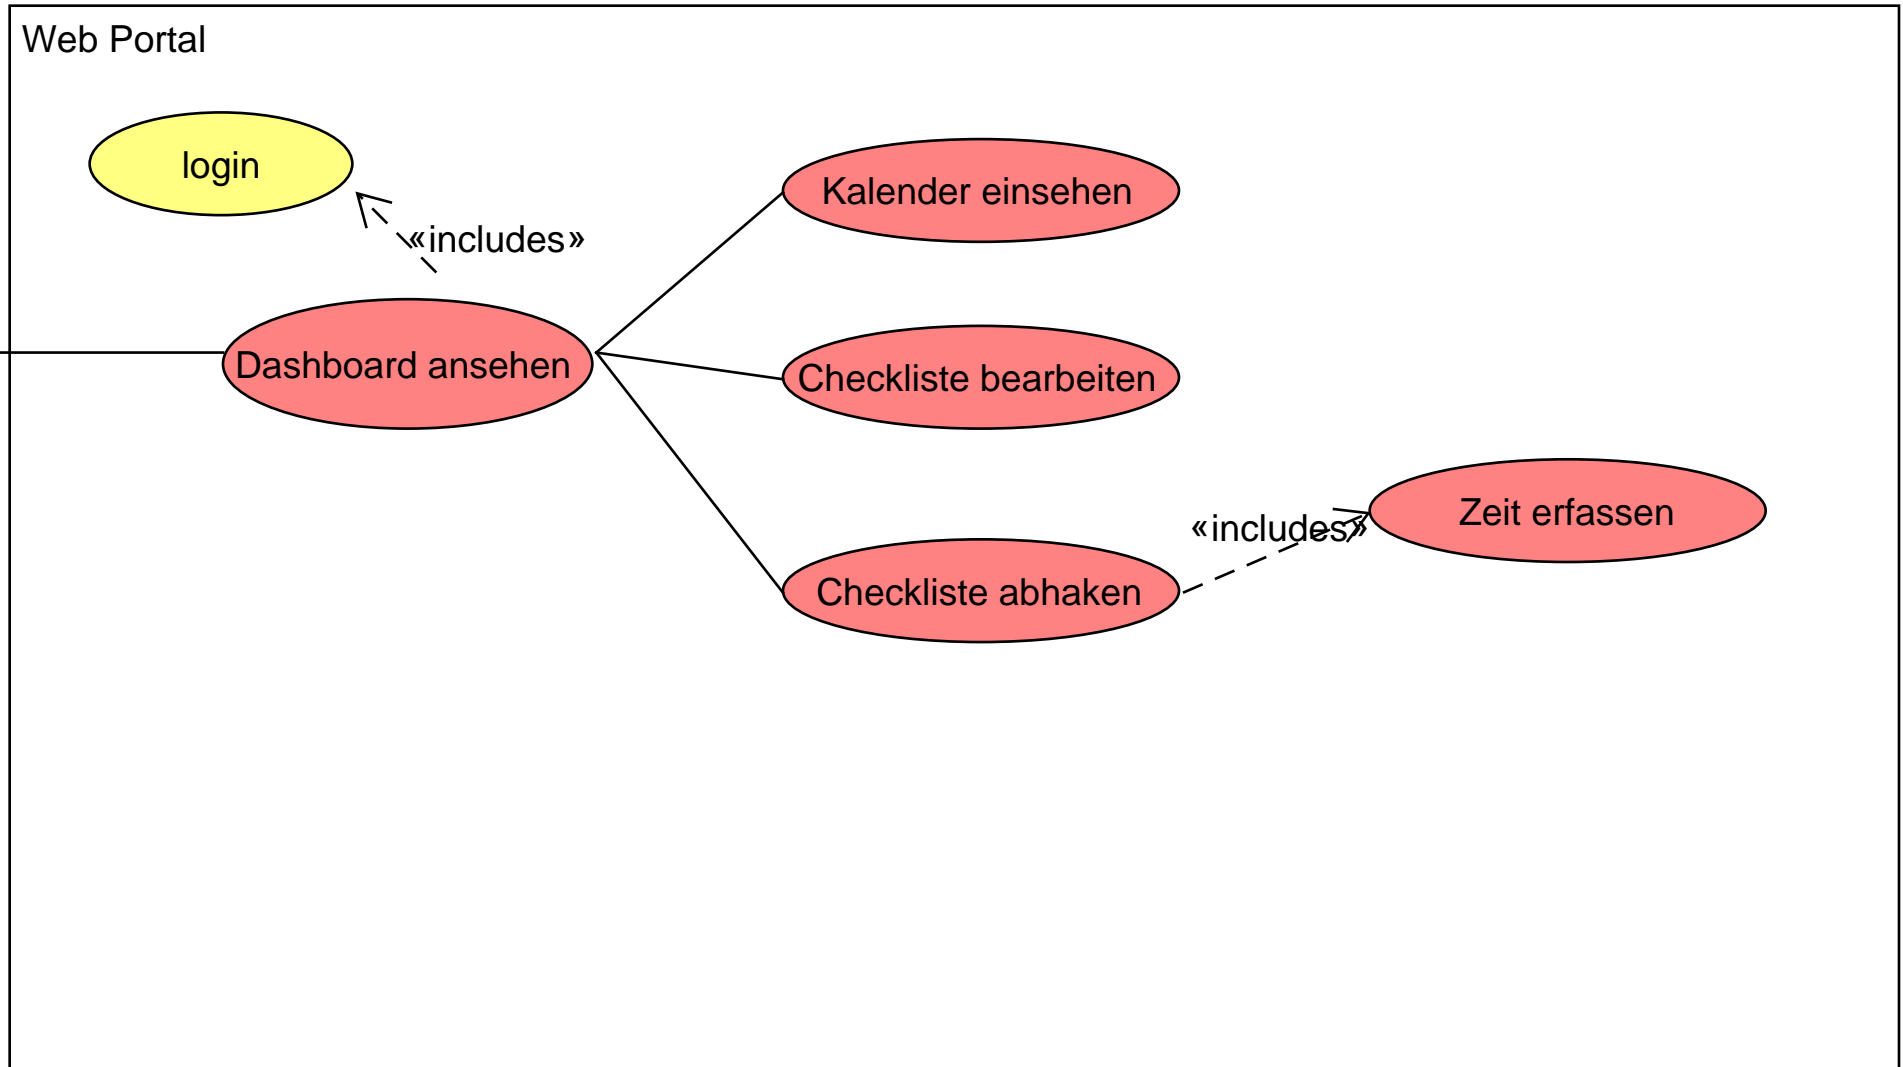 Web Portal
login
«includes»
Dashboard ansehen
Kalender einsehen
Checkliste bearbeiten
Checkliste abhaken
«includes»
Zeit erfassen